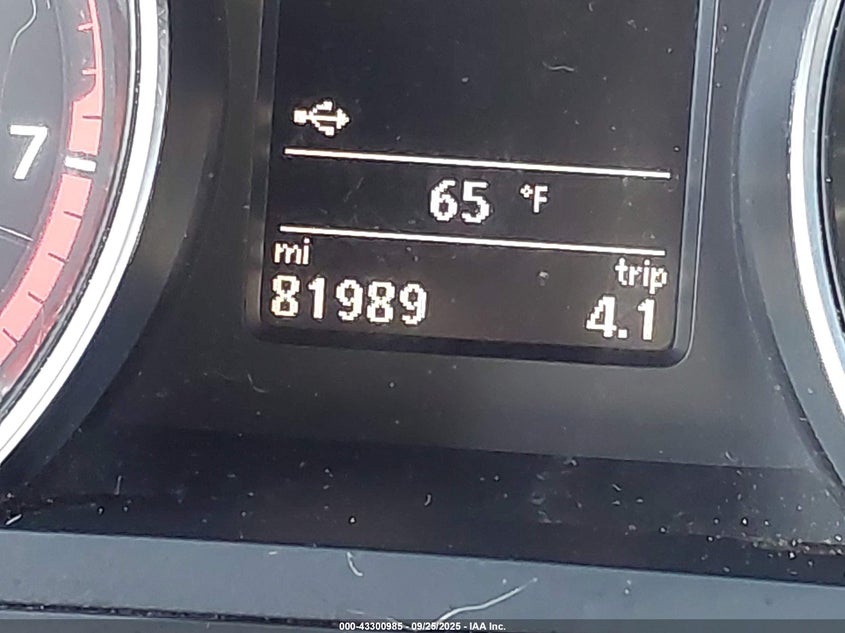 7
65 °F
mi trip
81989 4.1
000-43300985 - 09/25/2025 - IAA Inc.